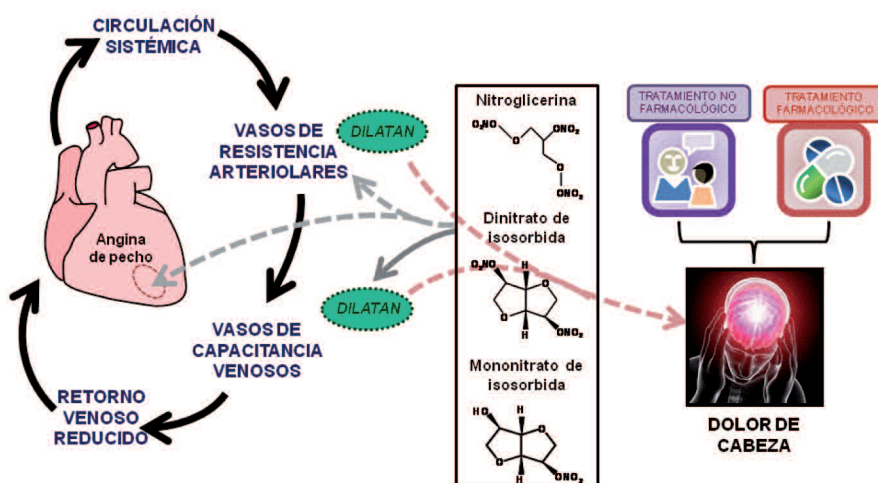 CIRCULACIÓN
SISTÉMICA
VASOS DE
RESISTENCIA
ARTERIOLARES
DILATAN
Angina
de pecho
DILATAN
VASOS DE
CAPACITANCIA
VENOSOS
RETORNO
VENOSO
REDUCIDO
Nitroglicerina
O₂NO
ONO₂
O
O
ONO₂
Dinitrato de
isosorbida
O₂NO
H
O
O
H
ONO₂
Mononitrato de
isosorbida
HO
H
O
O
H
ONO₂
TRATAMIENTO NO
FARMACOLÓGICO
TRATAMIENTO
FARMACOLÓGICO
DOLOR DE
CABEZA